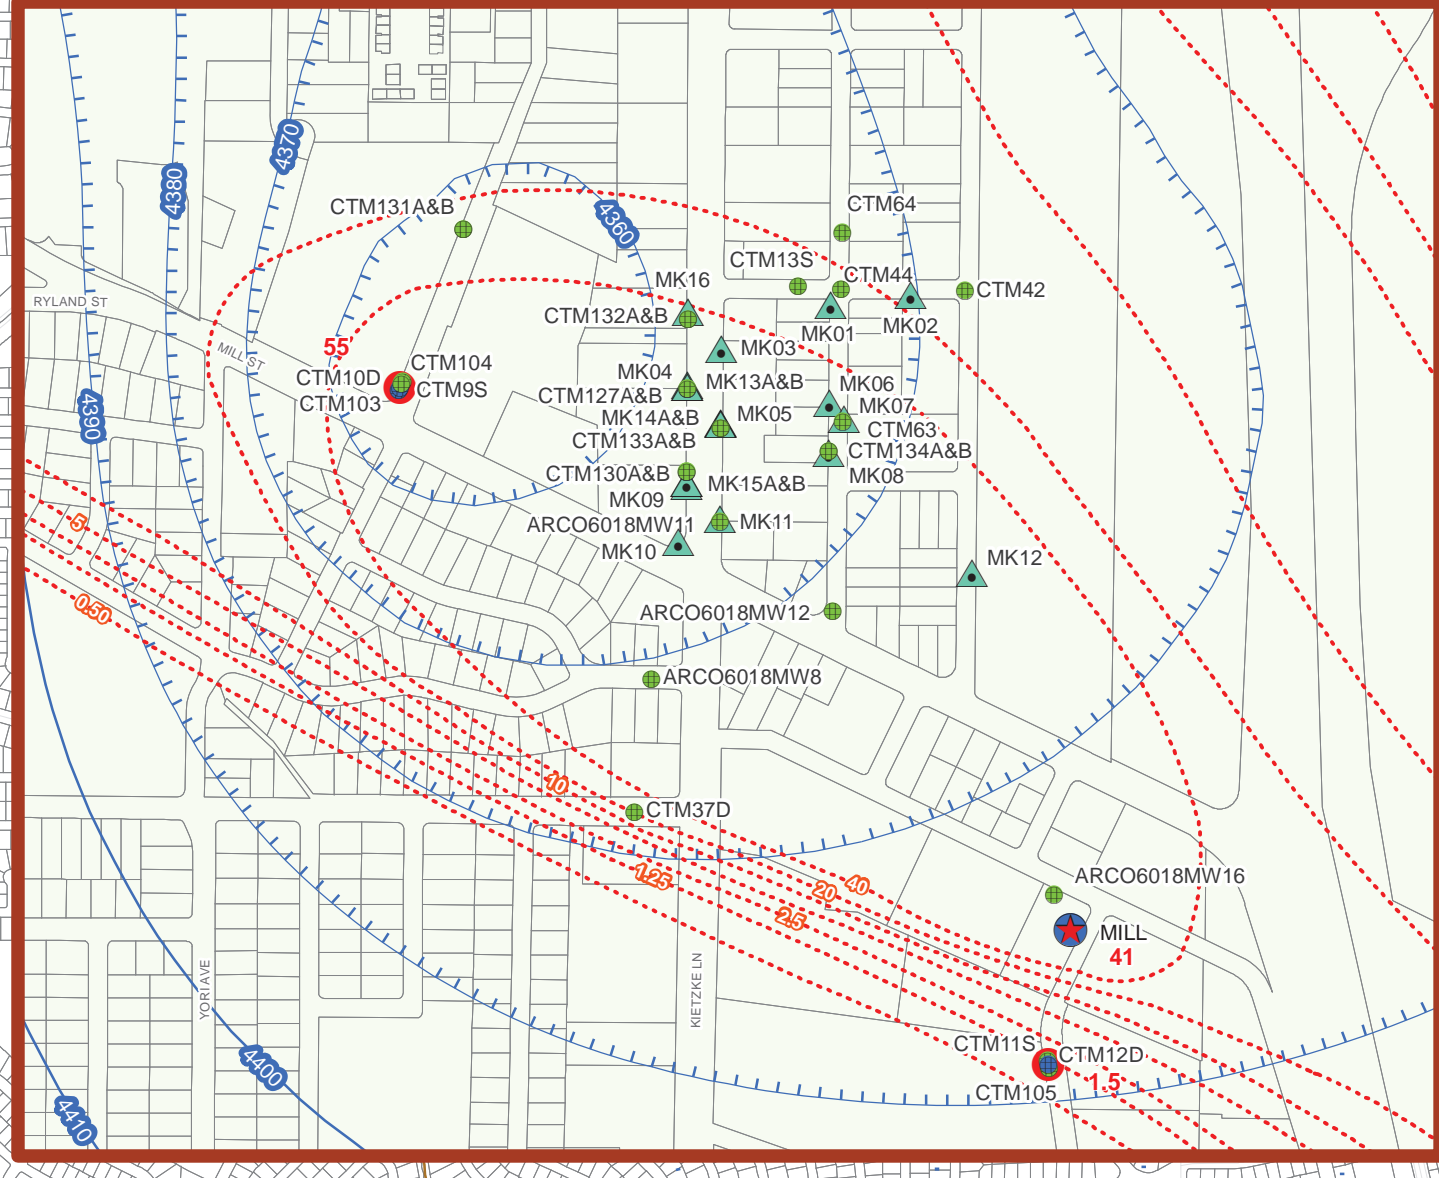 4370
4380
CTM131A&B
4360
CTM64
CTM13S
MK16
CTM44
CTM42
RYLAND ST
CTM132A&B
MK01
MK02
MILL ST
55
MK03
CTM104
CTM10D
CTM9S
CTM103
MK04
MK13A&B
CTM127A&B
MK06
4390
MK14A&B
MK05
MK07
CTM63
CTM133A&B
CTM134A&B
CTM130A&B
MK15A&B
MK08
MK09
5
ARCO6018MW11
MK11
MK10
MK12
0.50
ARCO6018MW12
ARCO6018MW8
10
CTM37D
1.25
20
40
2.5
ARCO6018MW16
MILL
41
YORI AVE
KIETZKE LN
CTM11S
CTM12D
1.5
CTM105
4400
4410